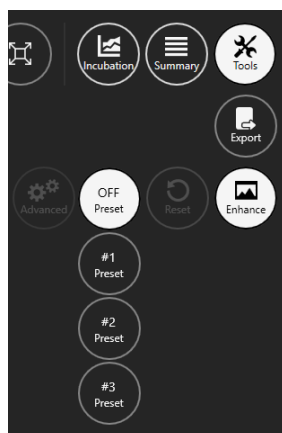 Incubation
Summary
Tools
Export
Advanced
OFF
Preset
Reset
Enhance
#1
Preset
#2
Preset
#3
Preset